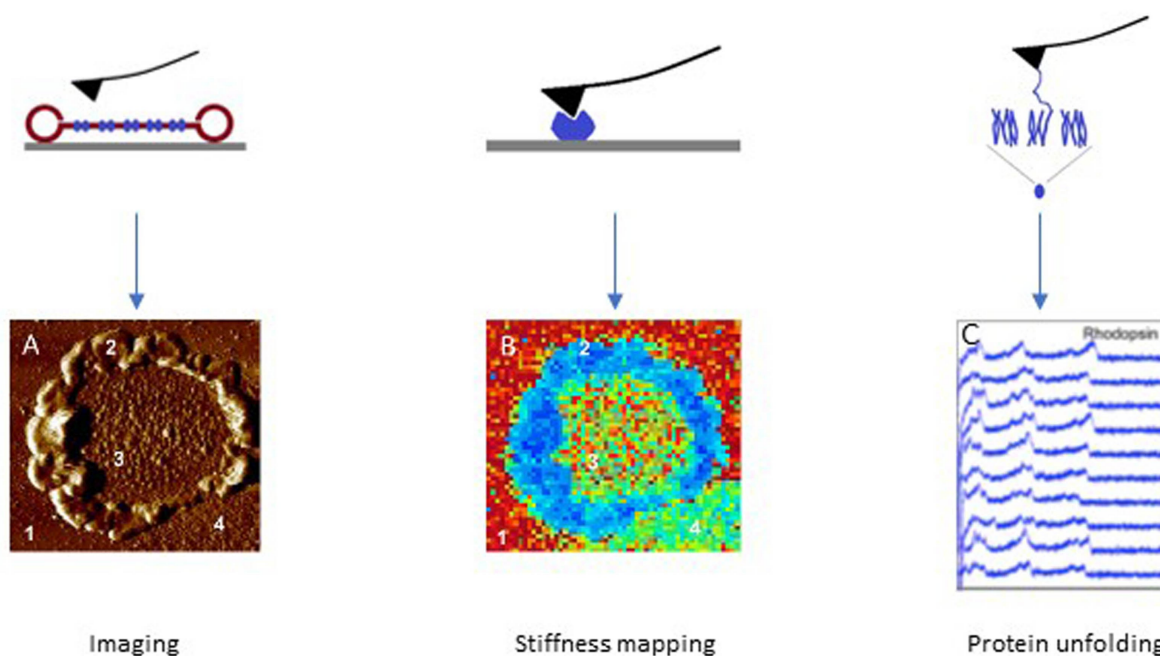 A
2
3
1
4
B
2
3
1
4
C
Rhodopsin
Imaging
Stiffness mapping
Protein unfolding